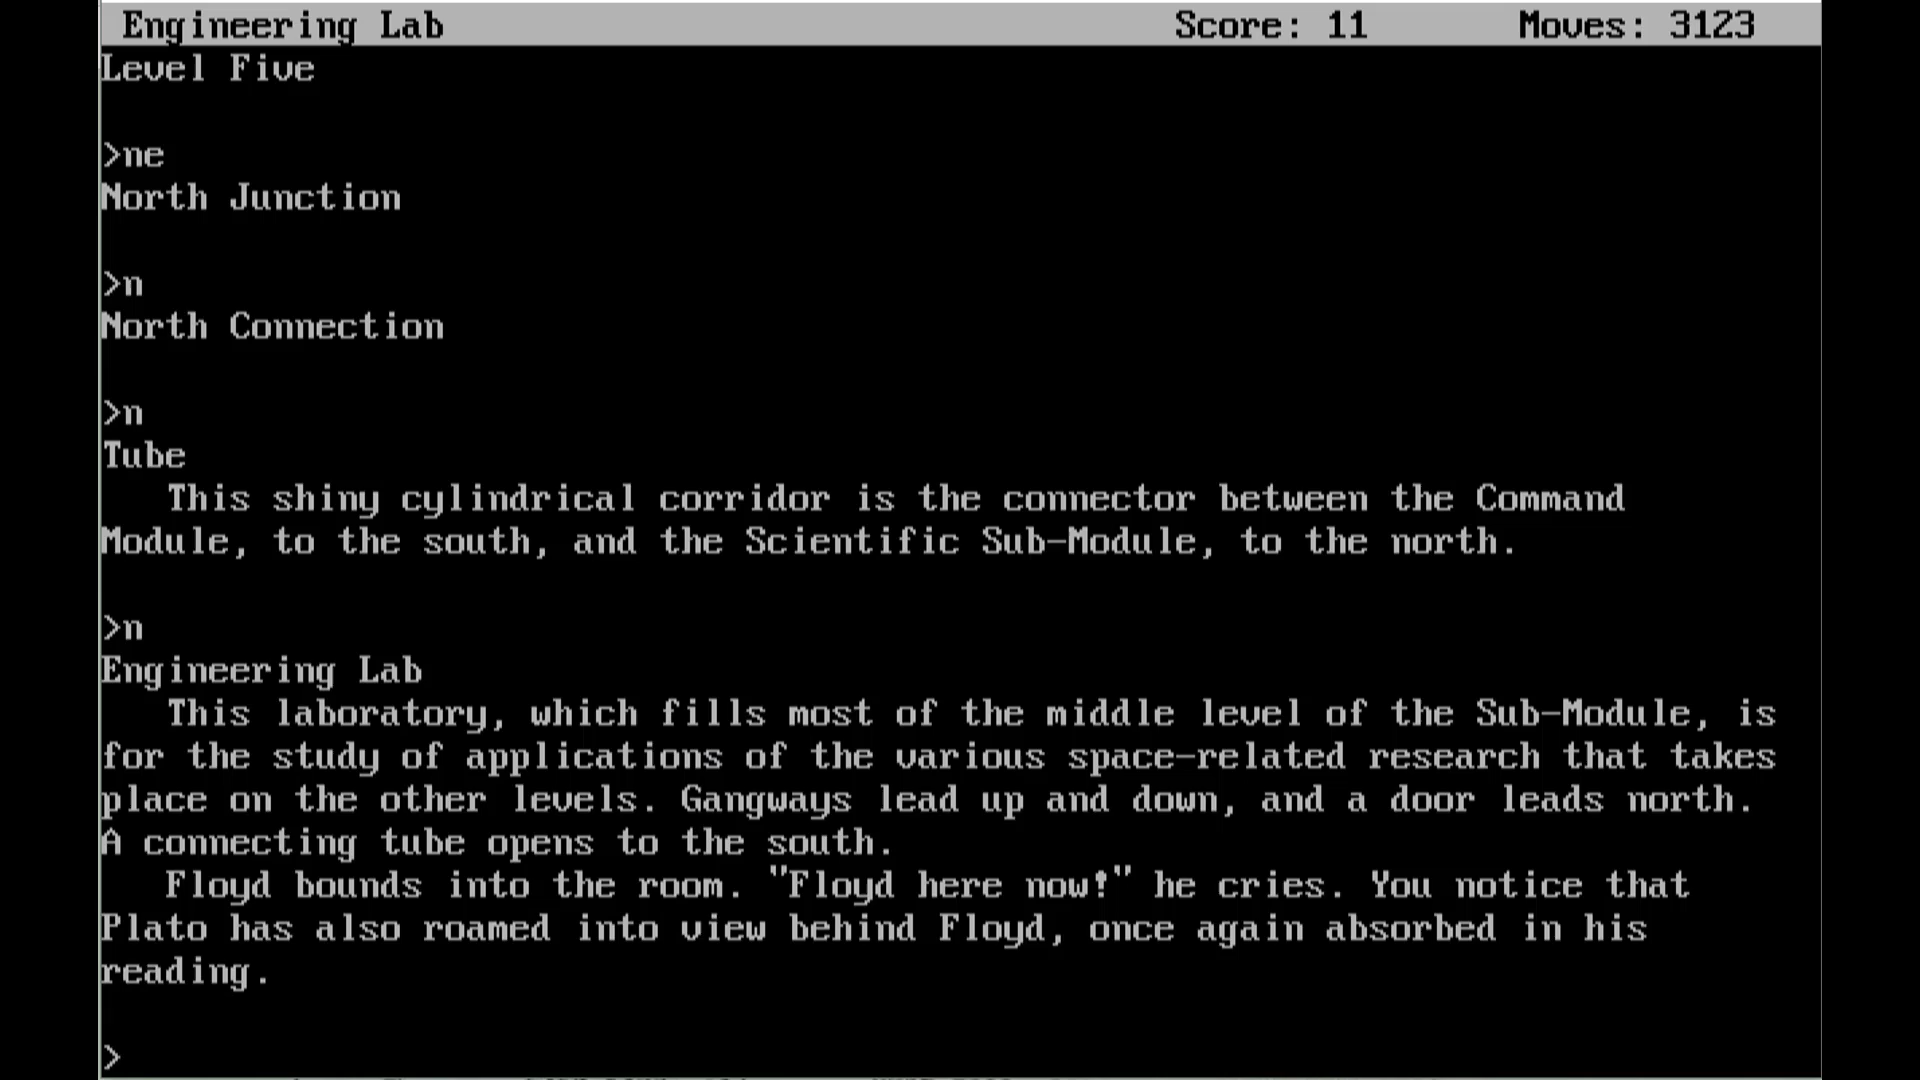 Engineering Lab Score: 11 Moves: 3123
Level Five
>ne
North Junction
>n
North Connection
>n
Tube
This shiny cylindrical corridor is the connector between the Command
Module, to the south, and the Scientific Sub-Module, to the north.
>n
Engineering Lab
This laboratory, which fills most of the middle level of the Sub-Module, is
for the study of applications of the various space-related research that takes
place on the other levels. Gangways lead up and down, and a door leads north.
A connecting tube opens to the south.
Floyd bounds into the room. "Floyd here now!" he cries. You notice that
Plato has also roamed into view behind Floyd, once again absorbed in his
reading.
>